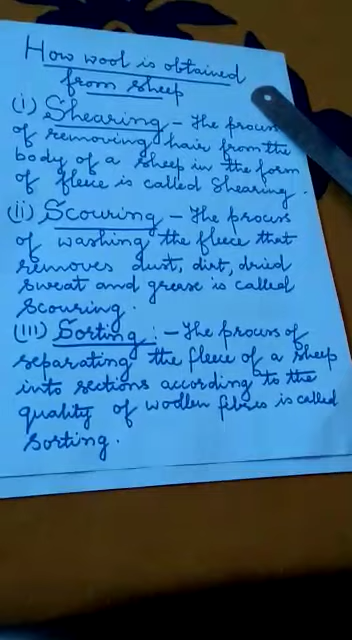 How wool is obtained
from sheep
(i) Shearing - The process
of removing hair from the
body of a sheep in the form
of fleece is called Shearing.
(ii) Scouring - The process
of washing the fleece that
removes dust, dirt, dried
sweat and grease is called
scouring.
(iii) Sorting :- The process of
separating the fleece of a sheep
into sections according to the
quality of woollen fibres is called
sorting.